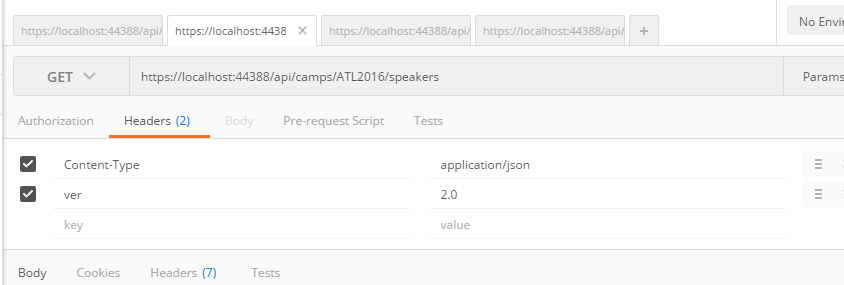 https://localhost:44388/api/ https://localhost:4438 × https://localhost:44388/api/ https://localhost:44388/api/ + No Envi
GET https://localhost:44388/api/camps/ATL2016/speakers Params
Authorization Headers (2) Body Pre-request Script Tests
Content-Type application/json
ver 2.0
key value
Body Cookies Headers (7) Tests